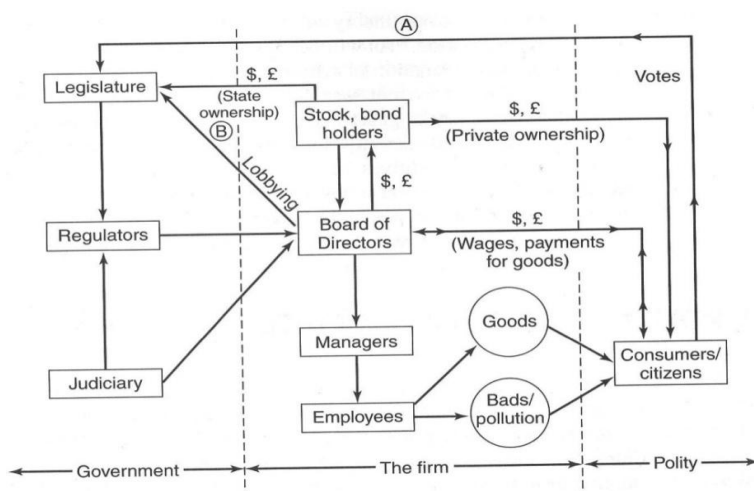 A
Votes
Legislature
$, £
(State
ownership)
B
Lobbying
Stock, bond
holders
$, £
(Private ownership)
$, £
Regulators
Board of
Directors
$, £
(Wages, payments
for goods)
Managers
Goods
Consumers/
citizens
Judiciary
Employees
Bads/
pollution
Government
The firm
Polity